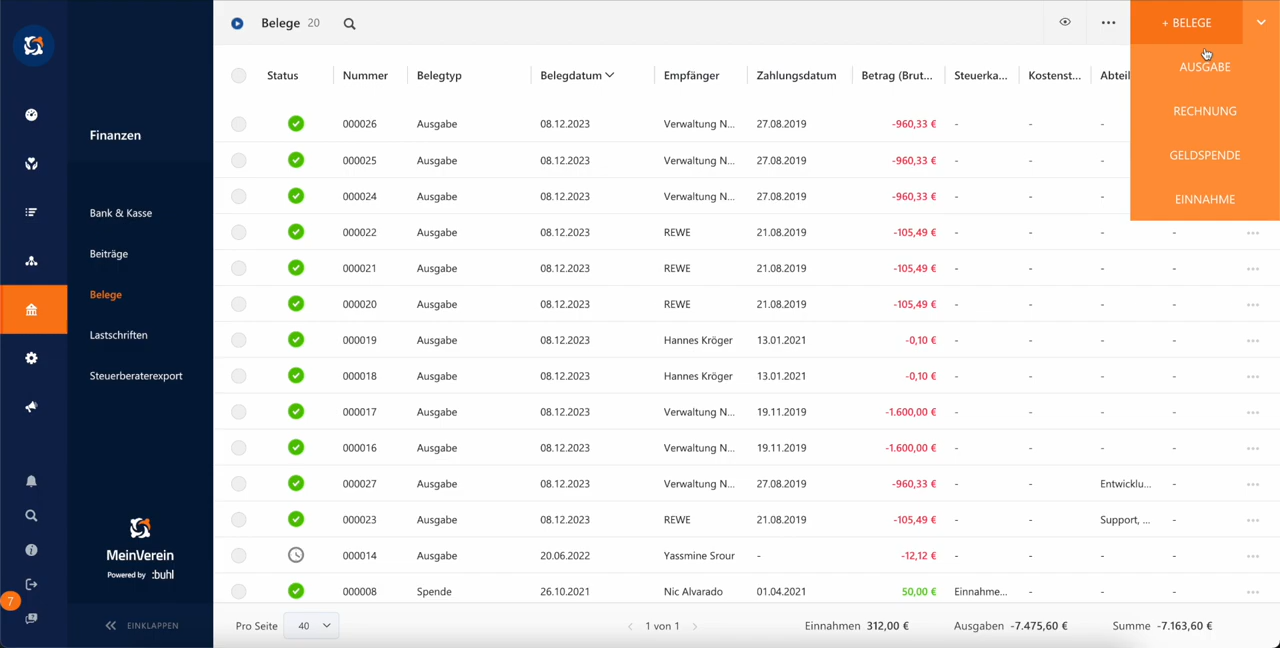 Belege 20
+ BELEGE
AUSGABE
RECHNUNG
GELDSPENDE
EINNAHME
Finanzen
Bank & Kasse
Beiträge
Belege
Lastschriften
Steuerberaterexport
MeinVerein
Powered by :buhl
EINKLAPPEN
7
Status Nummer Belegtyp Belegdatum Empfänger Zahlungsdatum Betrag (Brut... Steuerka... Kostenst... Abteil
000026 Ausgabe 08.12.2023 Verwaltung N... 27.08.2019 -960,33 € - - -
000025 Ausgabe 08.12.2023 Verwaltung N... 27.08.2019 -960,33 € - - -
000024 Ausgabe 08.12.2023 Verwaltung N... 27.08.2019 -960,33 € - - -
000022 Ausgabe 08.12.2023 REWE 21.08.2019 -105,49 € - - - -
000021 Ausgabe 08.12.2023 REWE 21.08.2019 -105,49 € - - - -
000020 Ausgabe 08.12.2023 REWE 21.08.2019 -105,49 € - - - -
000019 Ausgabe 08.12.2023 Hannes Kröger 13.01.2021 -0,10 € - - - -
000018 Ausgabe 08.12.2023 Hannes Kröger 13.01.2021 -0,10 € - - - -
000017 Ausgabe 08.12.2023 Verwaltung N... 19.11.2019 -1.600,00 € - - - -
000016 Ausgabe 08.12.2023 Verwaltung N... 19.11.2019 -1.600,00 € - - - -
000027 Ausgabe 08.12.2023 Verwaltung N... 27.08.2019 -960,33 € - - Entwicklu... -
000023 Ausgabe 08.12.2023 REWE 21.08.2019 -105,49 € - - Support, ... -
000014 Ausgabe 20.06.2022 Yassmine Srour - -12,12 € - - - -
000008 Spende 26.10.2021 Nic Alvarado 01.04.2021 50,00 € Einnahme... - - -
Pro Seite 40 1 von 1 Einnahmen 312,00 € Ausgaben -7.475,60 € Summe -7.163,60 €